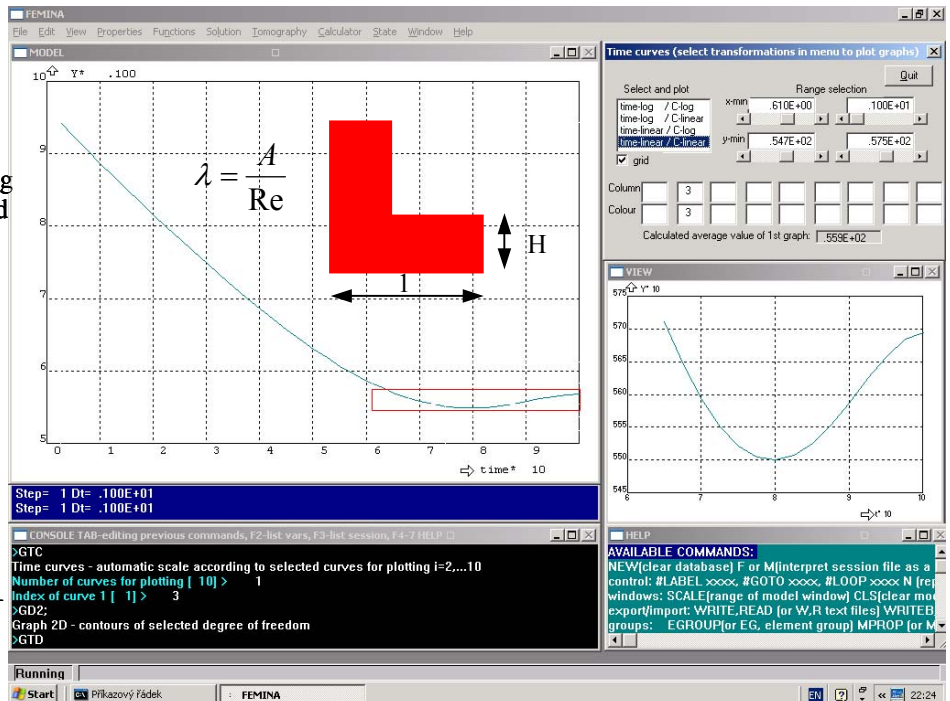 FEMINA
File Edit View Properties Functions Solution Tomography Calculator State Window Help
MODEL
10 Y* .100
9
8
7
6
5
0 1 2 3 4 5 6 7 8 9
time* 10
λ = A / Re
H
1
g
d
Time curves (select transformations in menu to plot graphs)
Quit
Select and plot Range selection
time-log / C-log
time-log / C-linear
time-linear / C-log
time-linear / C-linear
x-min .610E+00 .100E+01
y-min .547E+02 .575E+02
grid
Column 3
Colour 3
Calculated average value of 1st graph: .559E+02
VIEW
575 Y* 10
570
565
560
555
550
545
6 7 8 9 10
t* 10
Step= 1 Dt= .100E+01
Step= 1 Dt= .100E+01
CONSOLE TAB-editing previous commands, F2-list vars, F3-list session, F4-7 HELP
>GTC
Time curves - automatic scale according to selected curves for plotting i=2,...10
Number of curves for plotting [ 10] > 1
Index of curve 1 [ 1] > 3
>GD2;
Graph 2D - contours of selected degree of freedom
>GTD
HELP
AVAILABLE COMMANDS:
NEW(clear database) F or M(interpret session file as a
control: #LABEL xxxx, #GOTO xxxx, #LOOP xxxx N (rep
windows: SCALE(range of model window) CLS(clear mod
export/import: WRITE,READ (or W,R text files) WRITEB
groups: EGROUP(or EG, element group) MPROP (or M
Running
Start Příkazový řádek FEMINA EN 22:24